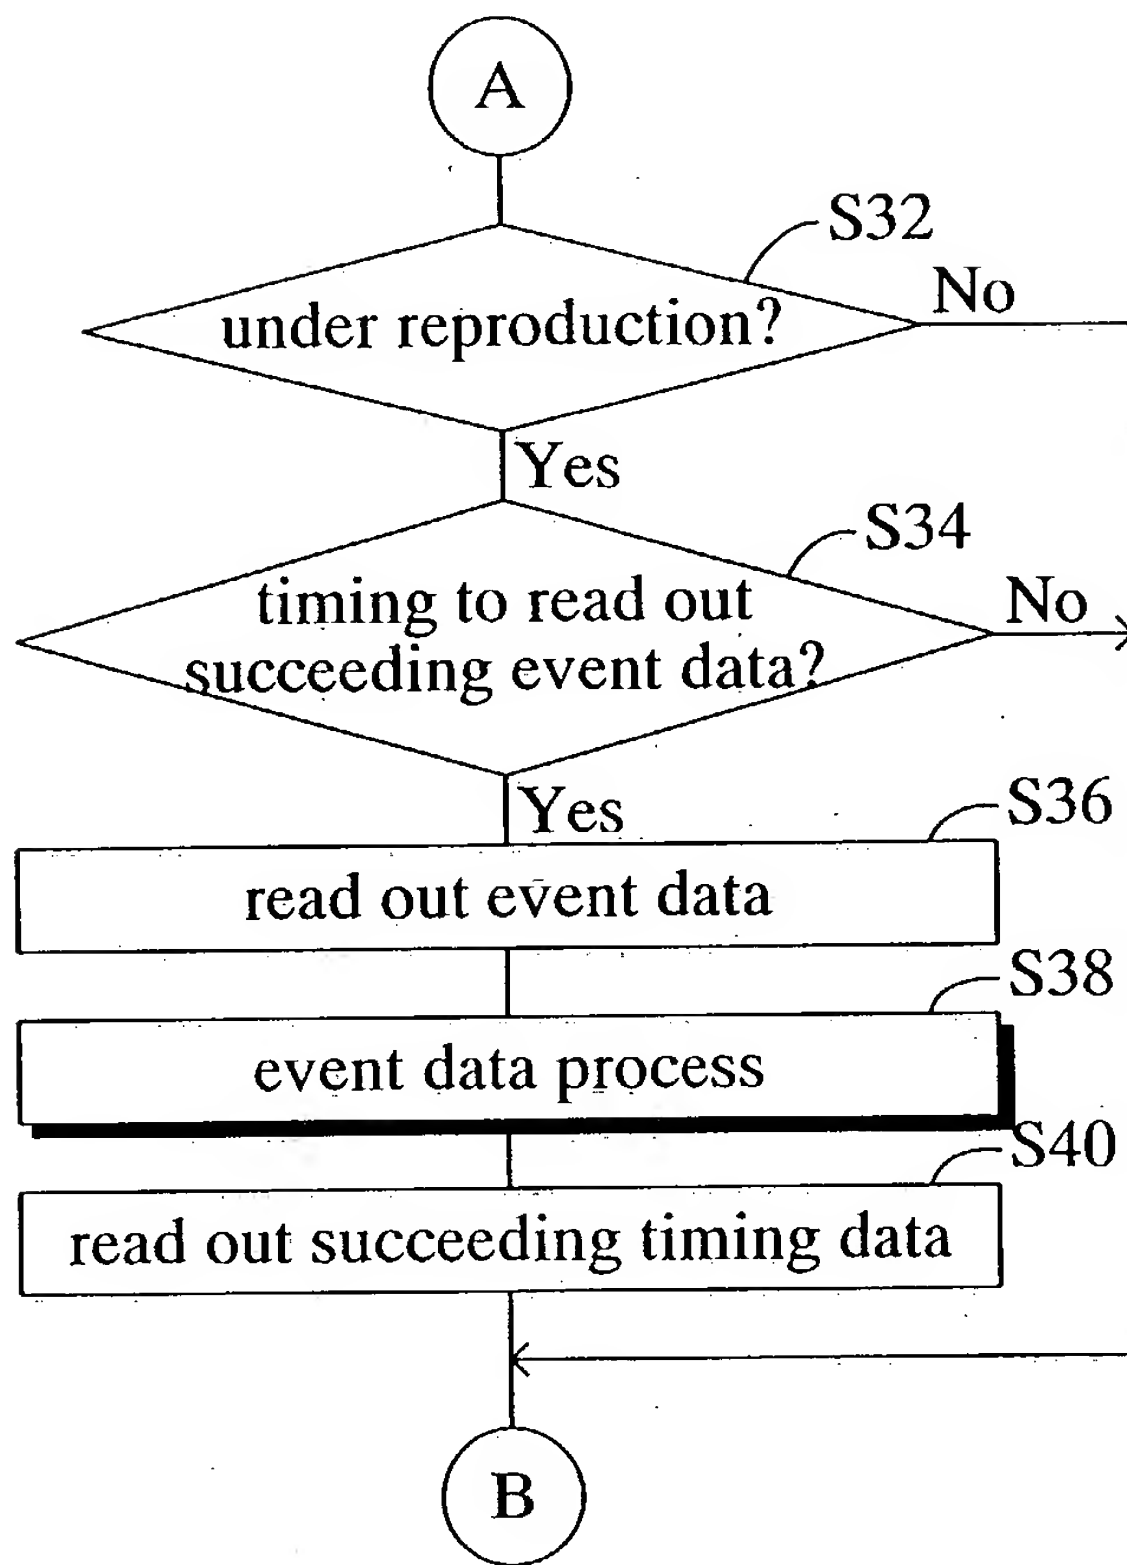 A
S32
under reproduction?
No
Yes
S34
timing to read out
succeeding event data?
No
Yes
S36
read out event data
S38
event data process
S40
read out succeeding timing data
B